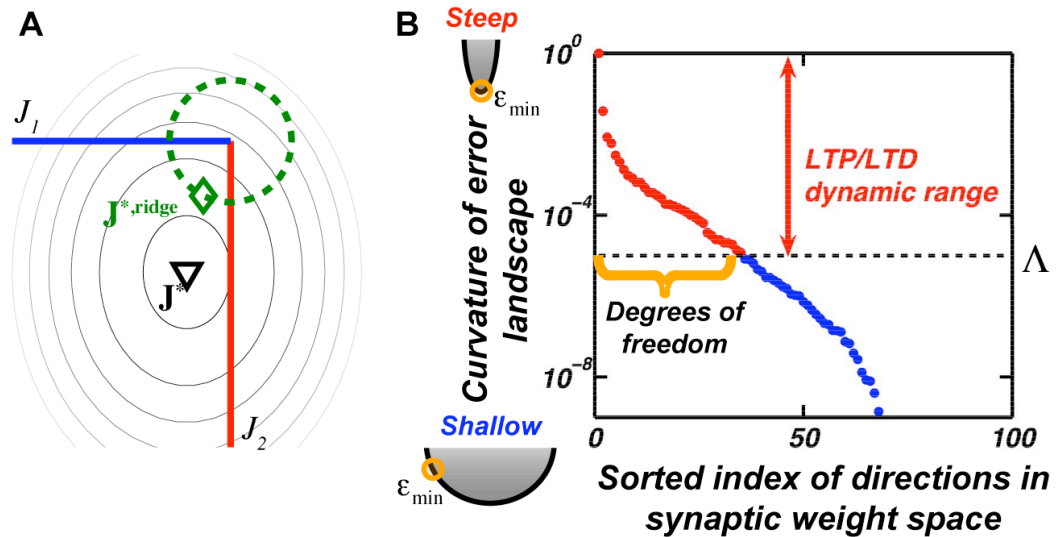 A
J1
J*,ridge
J*
J2
B
Steep
εmin
Curvature of error
landscape
Shallow
εmin
10^0
10^-4
10^-8
LTP/LTD
dynamic range
Λ
Degrees of
freedom
0
50
100
Sorted index of directions in
synaptic weight space